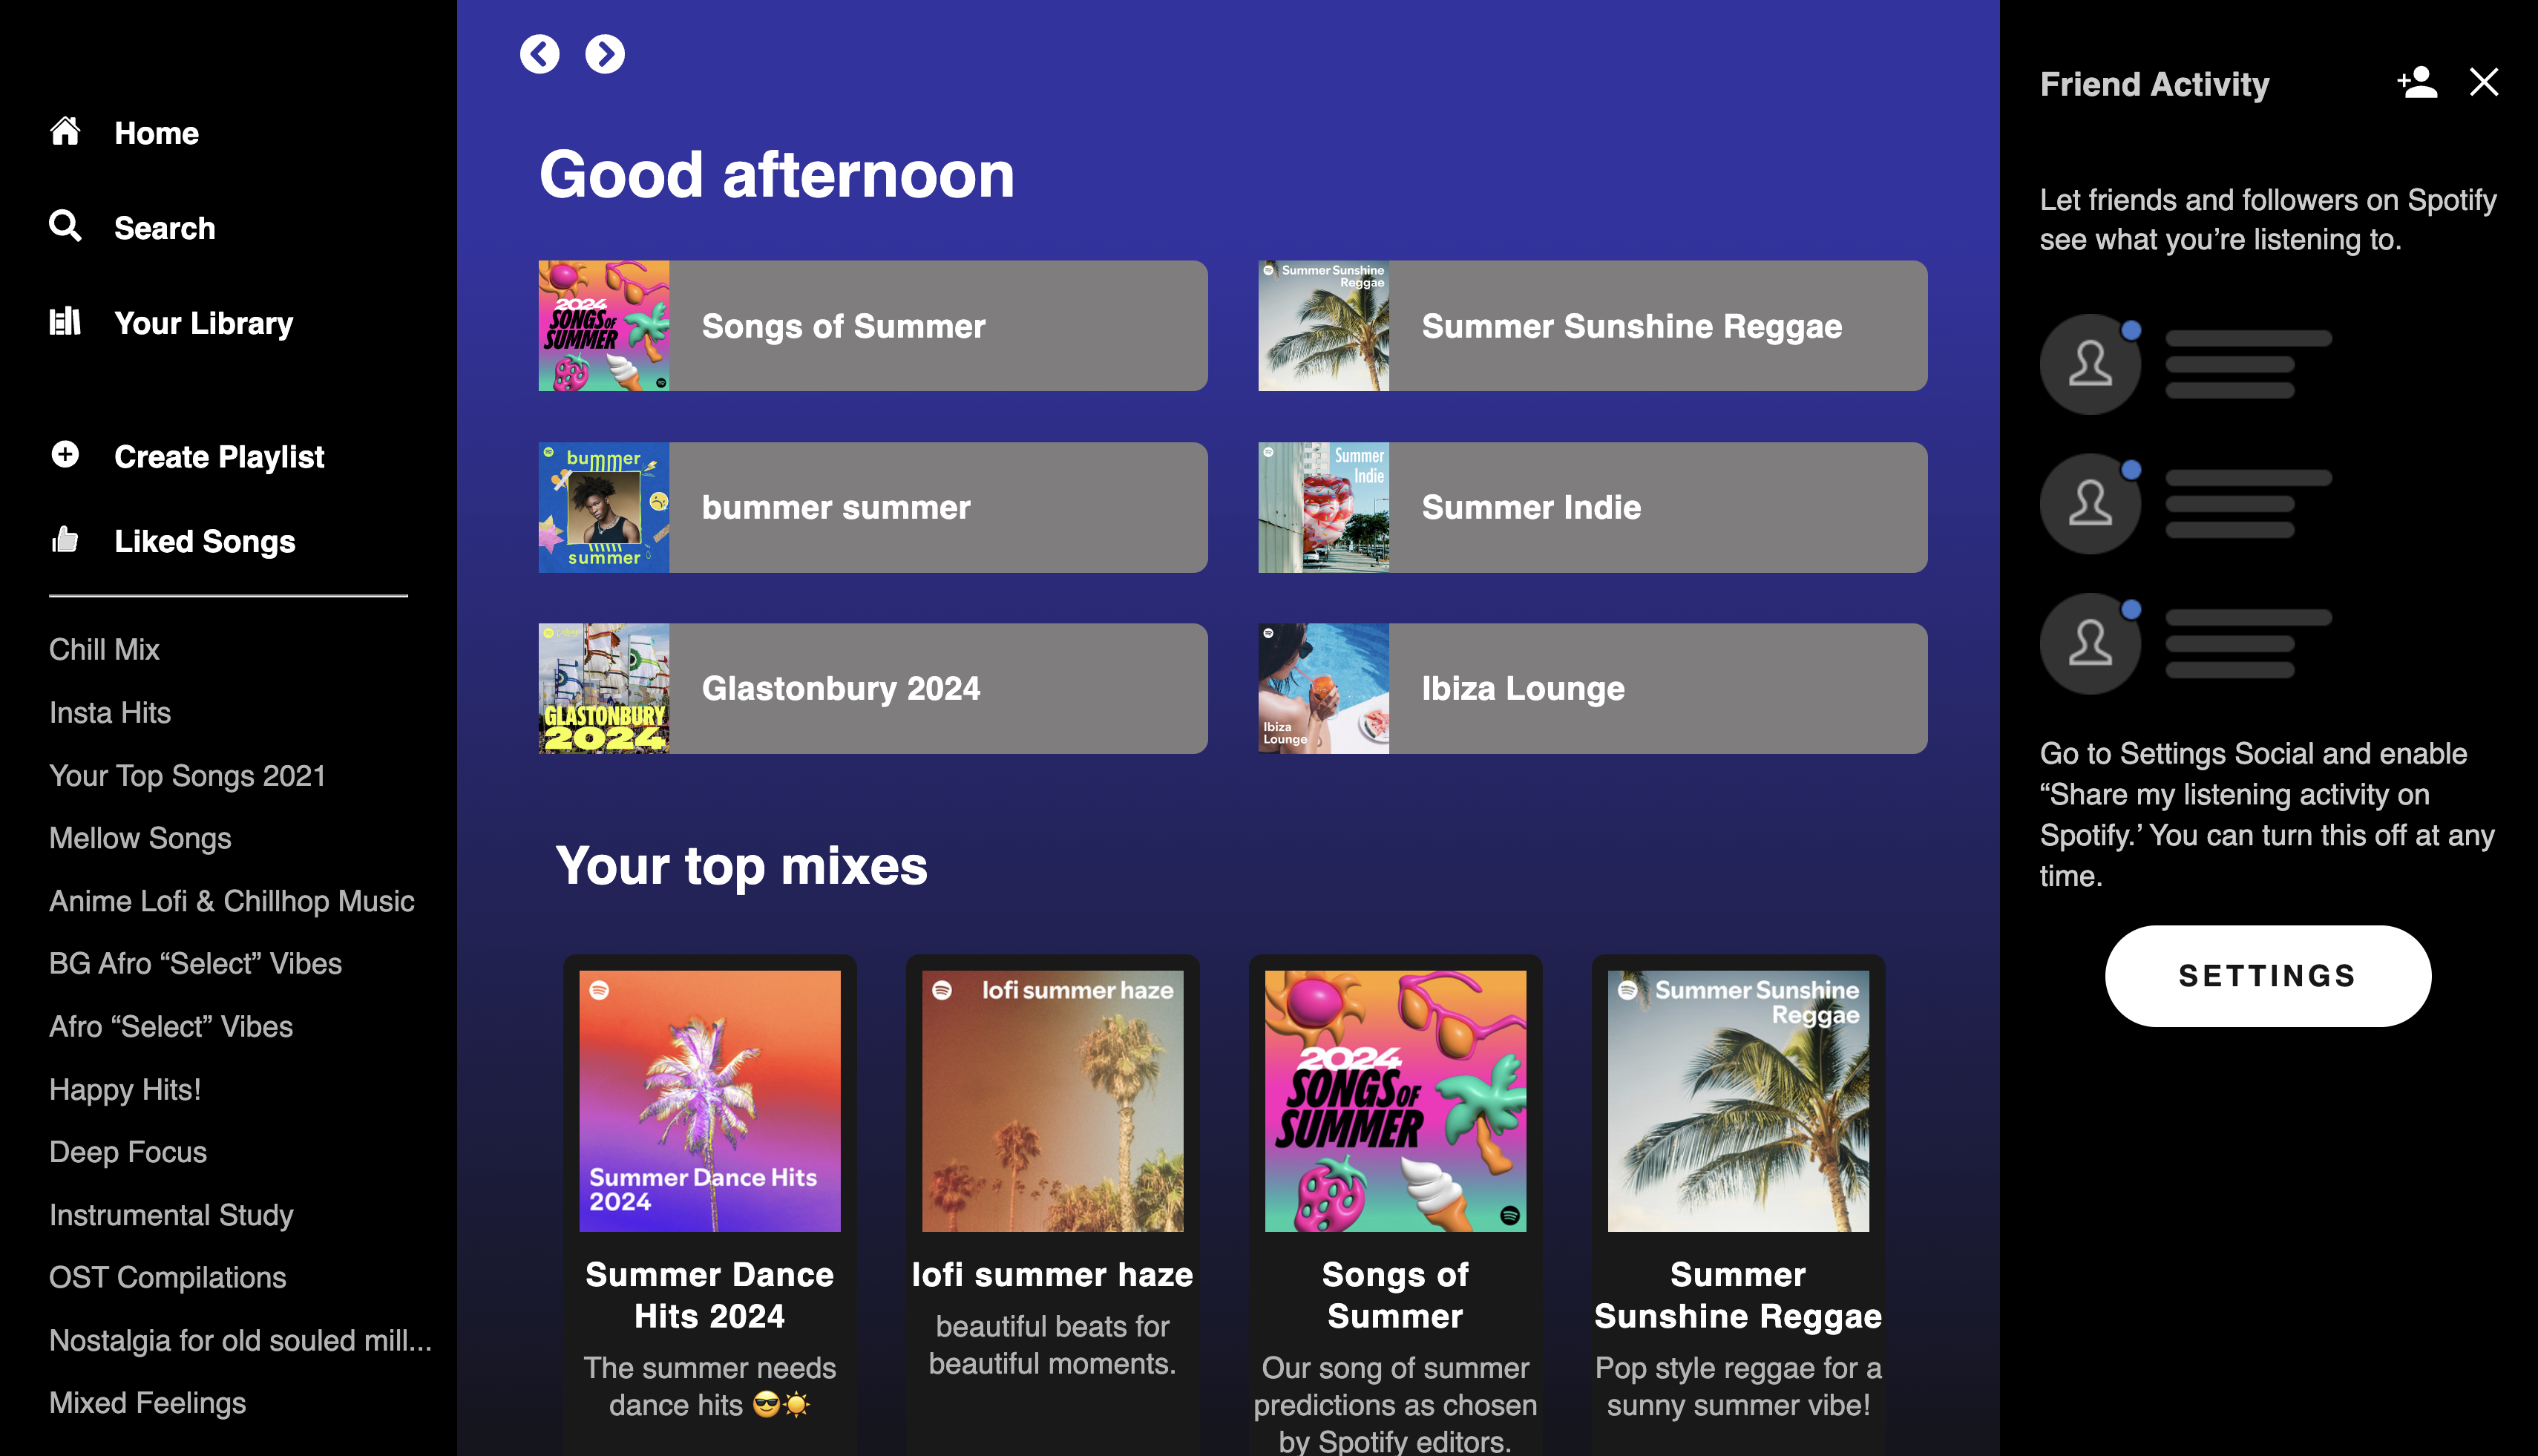 Home
Search
Your Library
Create Playlist
Liked Songs
Chill Mix
Insta Hits
Your Top Songs 2021
Mellow Songs
Anime Lofi & Chillhop Music
BG Afro “Select” Vibes
Afro “Select” Vibes
Happy Hits!
Deep Focus
Instrumental Study
OST Compilations
Nostalgia for old souled mill...
Mixed Feelings
Good afternoon
2024
SONGS OF
SUMMER
Songs of Summer
Summer Sunshine
Reggae
Summer Sunshine Reggae
bummer
summer
bummer summer
Summer
Indie
Summer Indie
GLASTONBURY
2024
Glastonbury 2024
Ibiza
Lounge
Ibiza Lounge
Your top mixes
Summer Dance Hits
2024
Summer Dance
Hits 2024
The summer needs
dance hits 😎☀️
lofi summer haze
lofi summer haze
beautiful beats for
beautiful moments.
2024
SONGS OF
SUMMER
Songs of
Summer
Our song of summer
predictions as chosen
by Spotify editors.
Summer Sunshine
Reggae
Summer
Sunshine Reggae
Pop style reggae for a
sunny summer vibe!
Friend Activity
Let friends and followers on Spotify
see what you’re listening to.
Go to Settings Social and enable
“Share my listening activity on
Spotify.’ You can turn this off at any
time.
SETTINGS